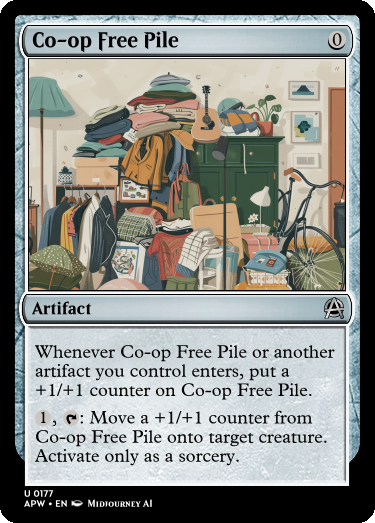 Co-op Free Pile 0
Artifact
Whenever Co-op Free Pile or another
artifact you control enters, put a
+1/+1 counter on Co-op Free Pile.
1, : Move a +1/+1 counter from
Co-op Free Pile onto target creature.
Activate only as a sorcery.
U 0177
APW • EN Midjourney AI